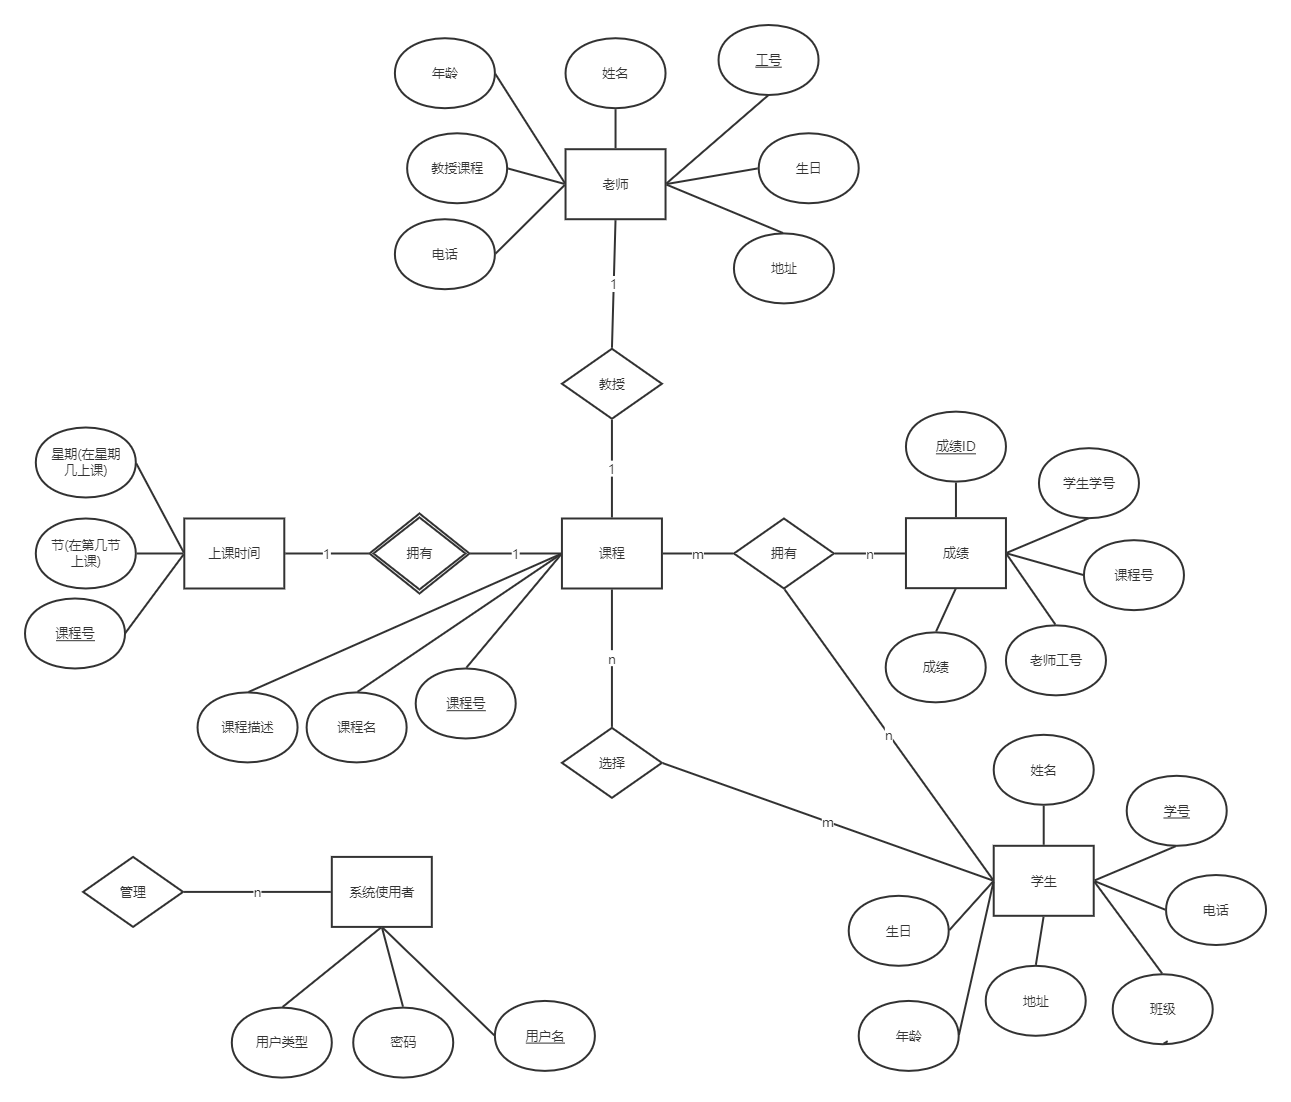 工号
年龄
姓名
教授课程
老师
生日
电话
地址
1
教授
1
成绩ID
星期(在星期
几上课)
学生学号
节(在第几节
上课)
上课时间
1
拥有
1
课程
m
拥有
n
成绩
课程号
课程号
n
老师工号
成绩
课程号
课程描述
课程名
n
选择
姓名
学号
m
管理
n
系统使用者
学生
电话
生日
地址
班级
用户类型
密码
用户名
年龄